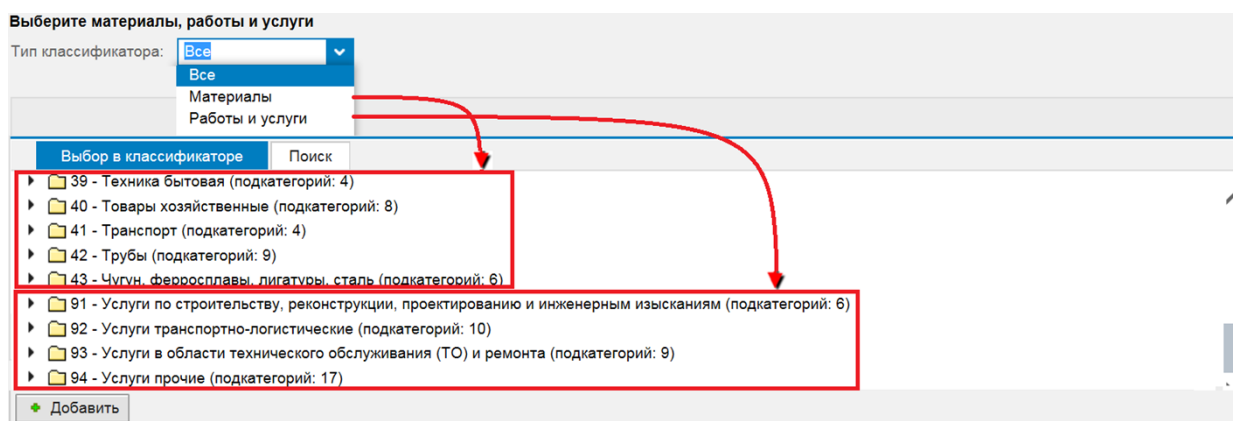 Выберите материалы, работы и услуги
Тип классификатора: Все
Все
Материалы
Работы и услуги
Выбор в классификаторе Поиск
39 - Техника бытовая (подкатегорий: 4)
40 - Товары хозяйственные (подкатегорий: 8)
41 - Транспорт (подкатегорий: 4)
42 - Трубы (подкатегорий: 9)
43 - Чугун, ферросплавы, лигатуры, сталь (подкатегорий: 6)
91 - Услуги по строительству, реконструкции, проектированию и инженерным изысканиям (подкатегорий: 6)
92 - Услуги транспортно-логистические (подкатегорий: 10)
93 - Услуги в области технического обслуживания (ТО) и ремонта (подкатегорий: 9)
94 - Услуги прочие (подкатегорий: 17)
Добавить